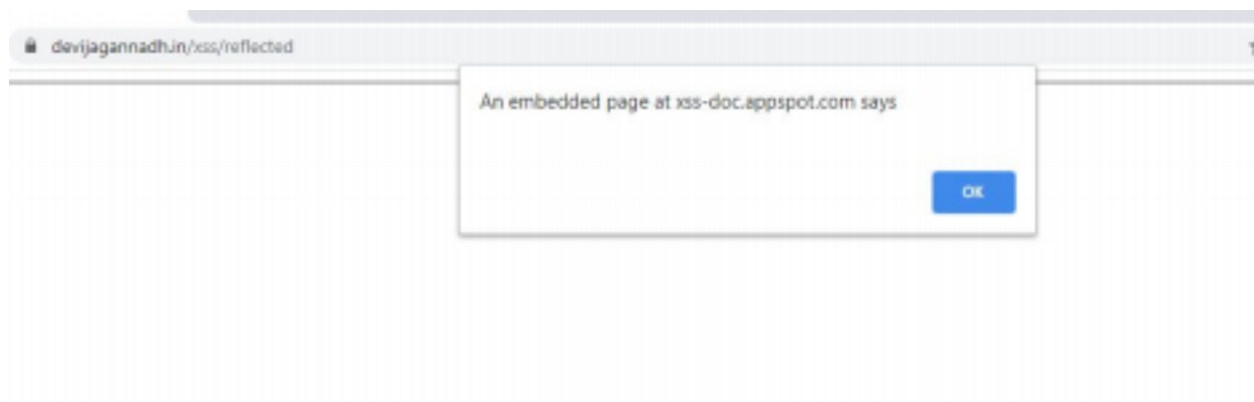 devijagannadh.in/xss/reflected
An embedded page at xss-doc.appspot.com says
OK